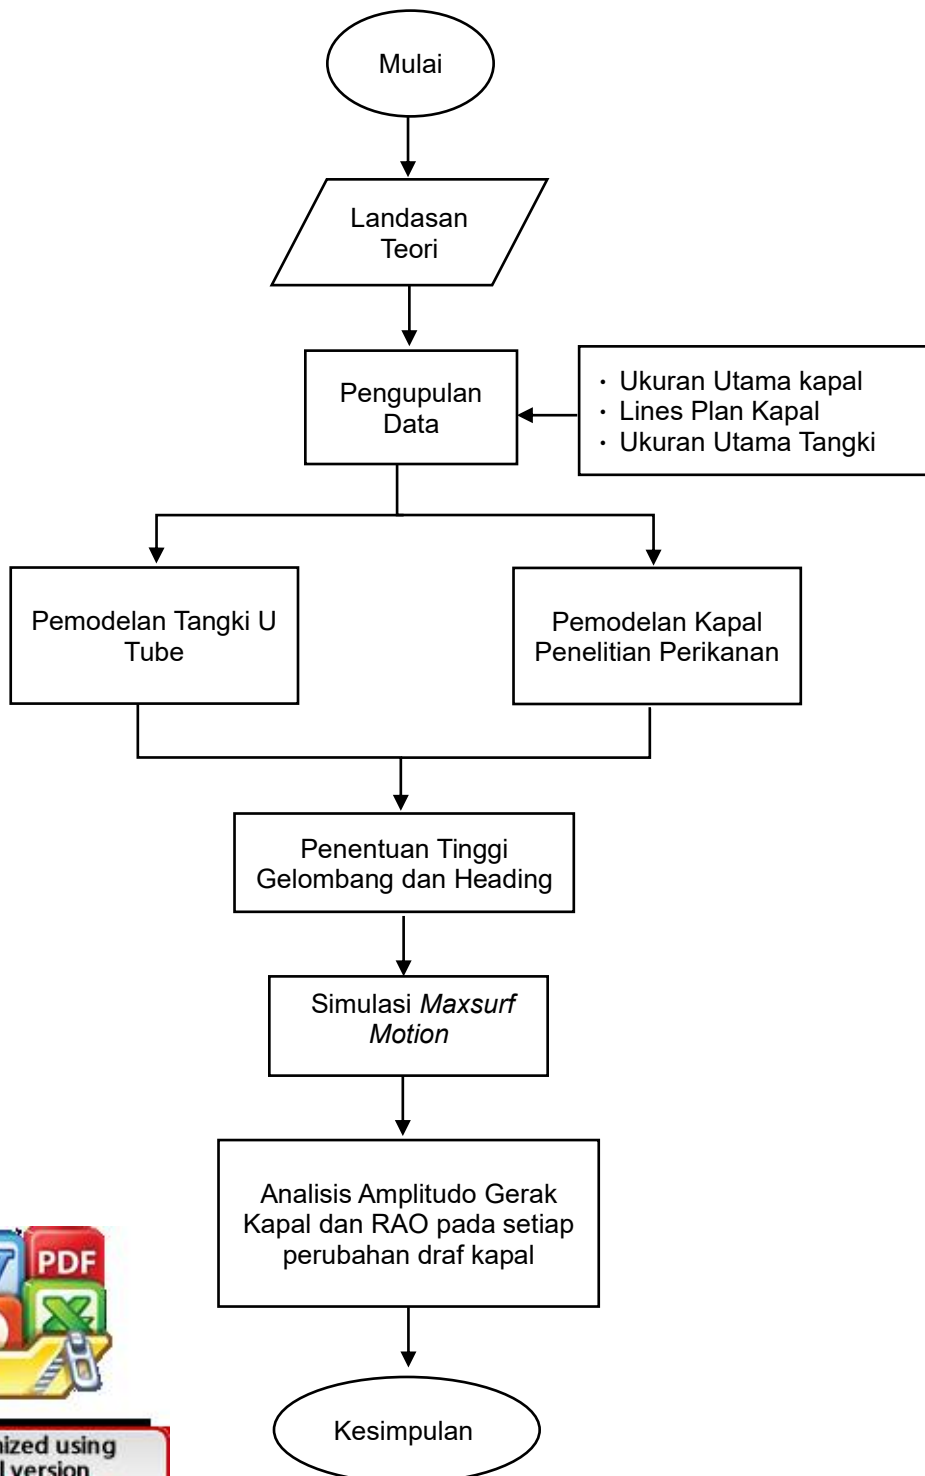 Mulai
Landasan
Teori
Pengupulan
Data
· Ukuran Utama kapal
· Lines Plan Kapal
· Ukuran Utama Tangki
Pemodelan Tangki U
Tube
Pemodelan Kapal
Penelitian Perikanan
Penentuan Tinggi
Gelombang dan Heading
Simulasi Maxsurf
Motion
Analisis Amplitudo Gerak
Kapal dan RAO pada setiap
perubahan draf kapal
Kesimpulan
PDF
using
version